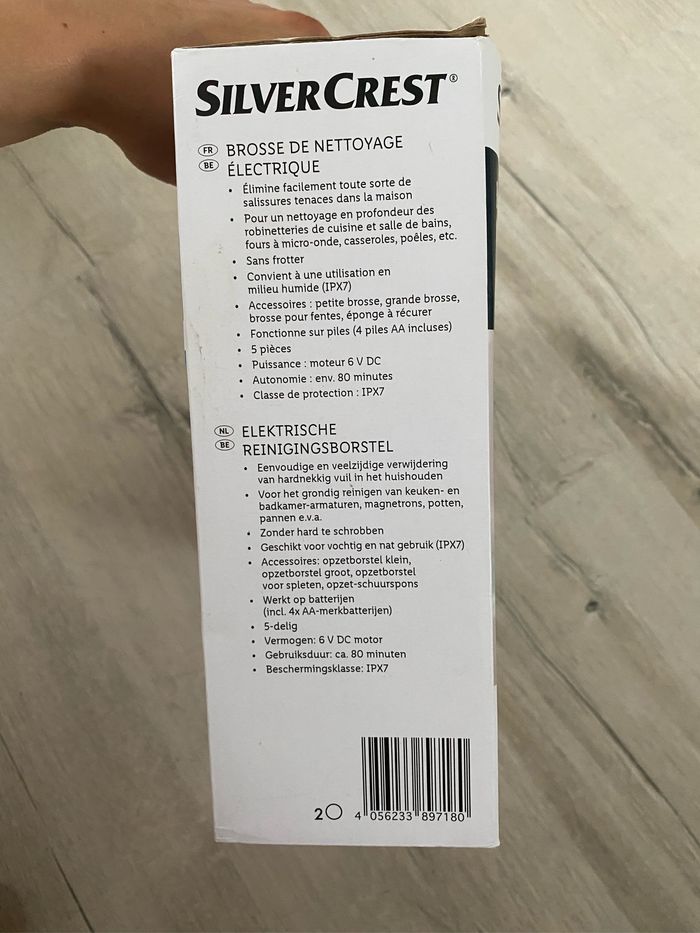 SILVERCREST®
FR BROSSE DE NETTOYAGE
BE ÉLECTRIQUE
• Élimine facilement toute sorte de
salissures tenaces dans la maison
• Pour un nettoyage en profondeur des
robinetteries de cuisine et salle de bains,
fours à micro-onde, casseroles, poêles, etc.
• Sans frotter
• Convient à une utilisation en
milieu humide (IPX7)
• Accessoires : petite brosse, grande brosse,
brosse pour fentes, éponge à récurer
• Fonctionne sur piles (4 piles AA incluses)
• 5 pièces
• Puissance : moteur 6 V DC
• Autonomie : env. 80 minutes
• Classe de protection : IPX7
NL ELEKTRISCHE
BE REINIGINGSBORSTEL
• Eenvoudige en veelzijdige verwijdering
van hardnekkig vuil in het huishouden
• Voor het grondig reinigen van keuken- en
badkamer-armaturen, magnetrons, potten,
pannen e.v.a.
• Zonder hard te schrobben
• Geschikt voor vochtig en nat gebruik (IPX7)
• Accessoires: opzetborstel klein,
opzetborstel groot, opzetborstel
voor spleten, opzet-schuurspons
• Werkt op batterijen
(incl. 4x AA-merkbatterijen)
• 5-delig
• Vermogen: 6 V DC motor
• Gebruiksduur: ca. 80 minuten
• Beschermingsklasse: IPX7
2
4 056233 897180